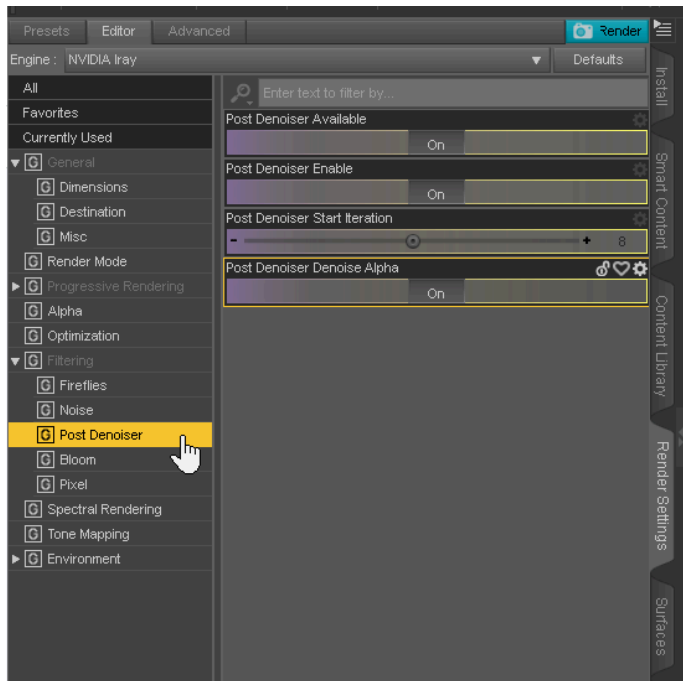 Presets Editor Advanced Render
Engine : NVIDIA Iray Defaults
All
Favorites
Currently Used
G General
G Dimensions
G Destination
G Misc
G Render Mode
G Progressive Rendering
G Alpha
G Optimization
G Filtering
G Fireflies
G Noise
G Post Denoiser
G Bloom
G Pixel
G Spectral Rendering
G Tone Mapping
G Environment
Enter text to filter by...
Post Denoiser Available
On
Post Denoiser Enable
On
Post Denoiser Start Iteration
- + 8
Post Denoiser Denoise Alpha
On
Install
Smart Content
Content Library
Render Settings
Surfaces